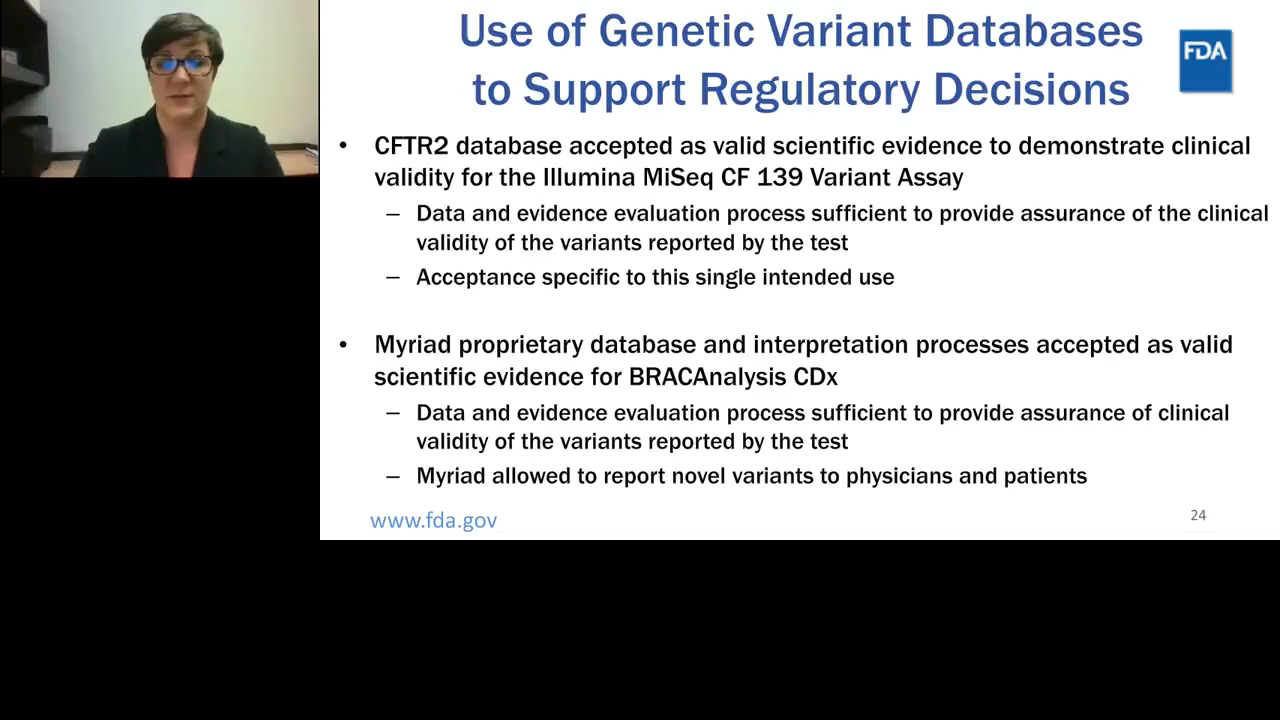 Use of Genetic Variant Databases
to Support Regulatory Decisions
FDA
• CFTR2 database accepted as valid scientific evidence to demonstrate clinical
validity for the Illumina MiSeq CF 139 Variant Assay
– Data and evidence evaluation process sufficient to provide assurance of the clinical
validity of the variants reported by the test
– Acceptance specific to this single intended use
• Myriad proprietary database and interpretation processes accepted as valid
scientific evidence for BRACAnalysis CDx
– Data and evidence evaluation process sufficient to provide assurance of clinical
validity of the variants reported by the test
– Myriad allowed to report novel variants to physicians and patients
www.fda.gov
24